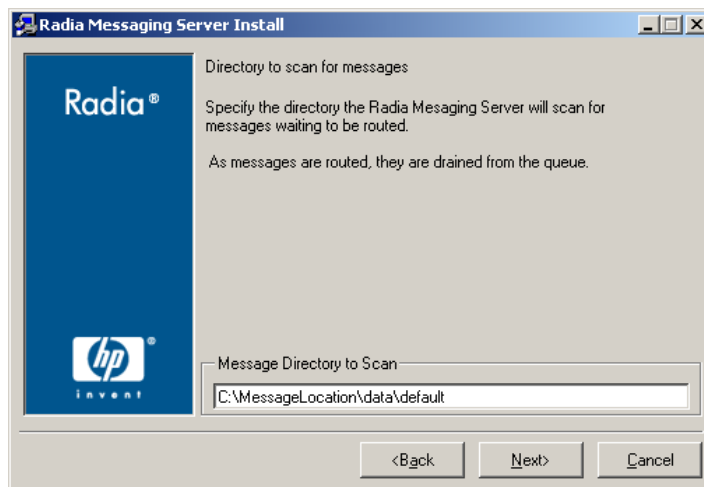 Radia Messaging Server Install
Radia®
Directory to scan for messages
Specify the directory the Radia Mesaging Server will scan for
messages waiting to be routed.
As messages are routed, they are drained from the queue.
hp®
invent
Message Directory to Scan
C:\MessageLocation\data\default
<Back
Next>
Cancel